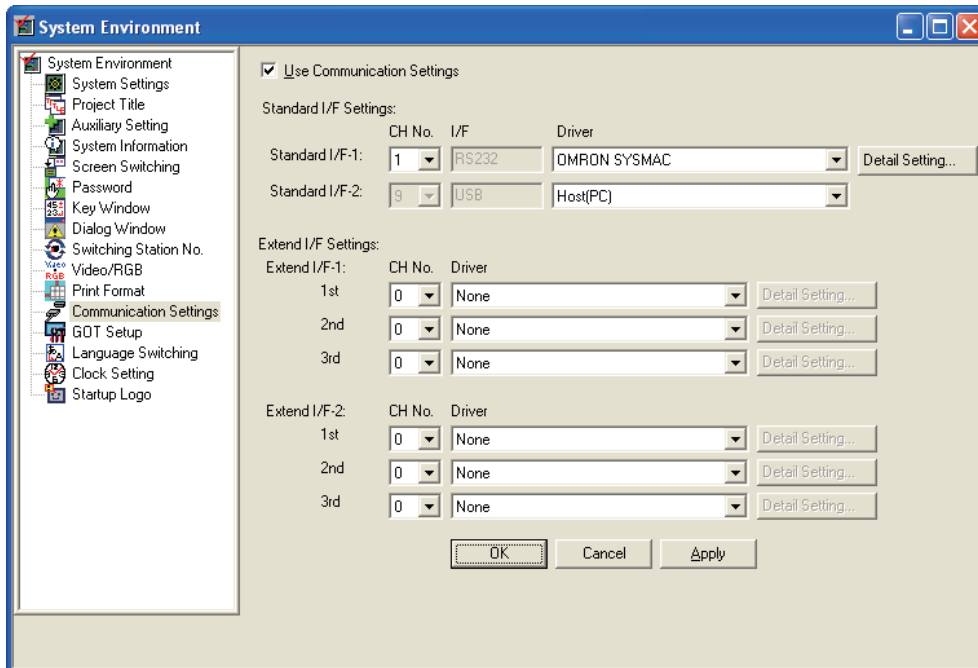 System Environment
System Environment
System Settings
Project Title
Auxiliary Setting
System Information
Screen Switching
Password
Key Window
Dialog Window
Switching Station No.
Video/RGB
Print Format
Communication Settings
GOT Setup
Language Switching
Clock Setting
Startup Logo
Use Communication Settings
Standard I/F Settings:
CH No. I/F Driver
Standard I/F-1: 1 RS232 OMRON SYSMAC Detail Setting...
Standard I/F-2: 9 USB Host(PC)
Extend I/F Settings:
Extend I/F-1: CH No. Driver
1st 0 None Detail Setting...
2nd 0 None Detail Setting...
3rd 0 None Detail Setting...
Extend I/F-2: CH No. Driver
1st 0 None Detail Setting...
2nd 0 None Detail Setting...
3rd 0 None Detail Setting...
OK Cancel Apply